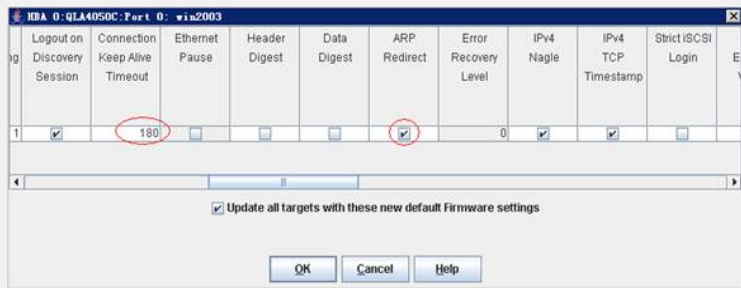 HBA 0:QLA4050C:Port 0: win2003
Logout on Connection Header Data ARP Error IPv4 IPv4 Strict iSCSI
ng Discovery Keep Alive Ethernet Digest Digest Redirect Recovery Nagle TCP Login E
Session Timeout Pause Level Timestamp
1 180 0
Update all targets with these new default Firmware settings
OK Cancel Help